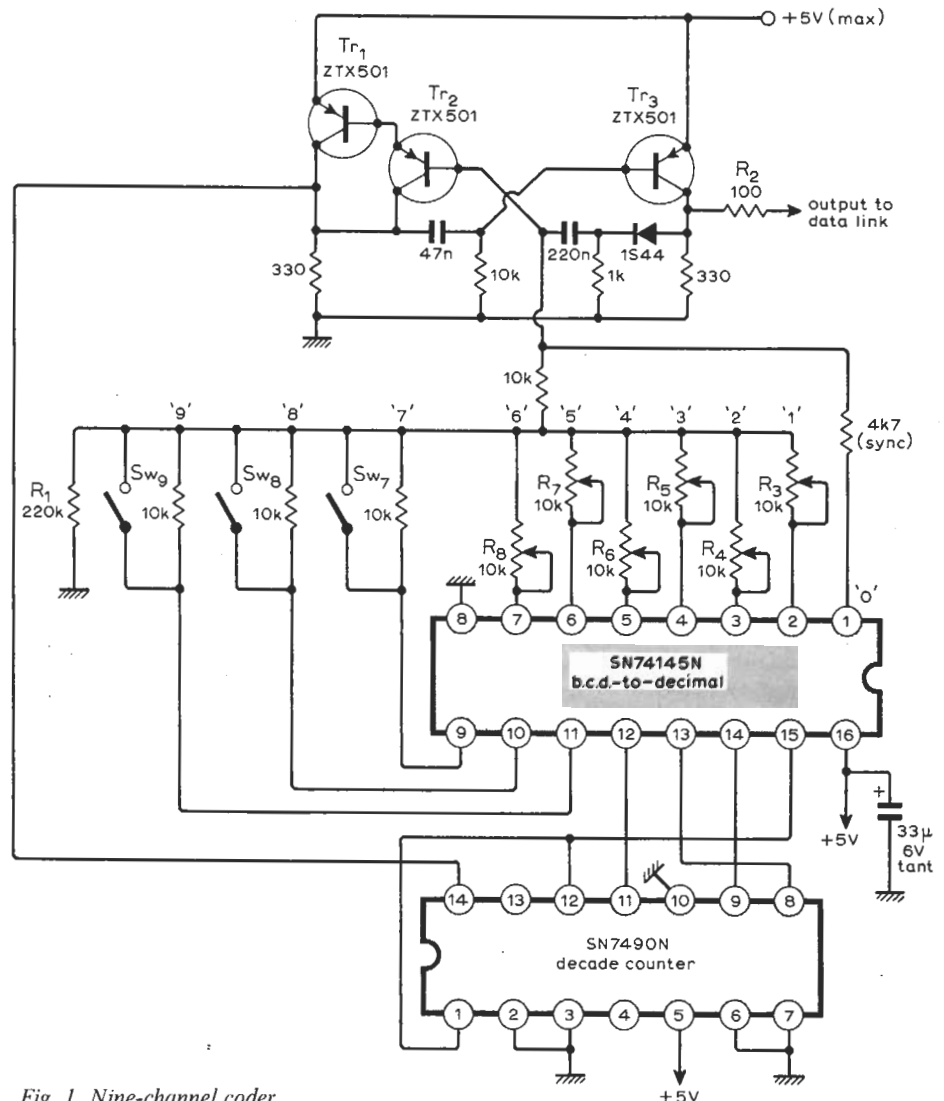 +5V (max)
Tr1
ZTX501
Tr2
ZTX501
Tr3
ZTX501
R2
100
output to
data link
47n
220n
1S44
330
10k
1k
330
10k
4k7
(sync)
'9'
'8'
'7'
'6'
'5'
'4'
'3'
'2'
'1'
R1
220k
Sw9
10k
Sw8
10k
Sw7
10k
R8
10k
R7
10k
R6
10k
R5
10k
R4
10k
R3
10k
'0'
8
7
6
5
4
3
2
1
SN74145N
b.c.d.-to-decimal
9
10
11
12
13
14
15
16
+5V
+
33μ
6V
tant
14
13
12
11
10
9
8
SN7490N
decade counter
1
2
3
4
5
6
7
+5V
Fig. 1. Nine-channel coder